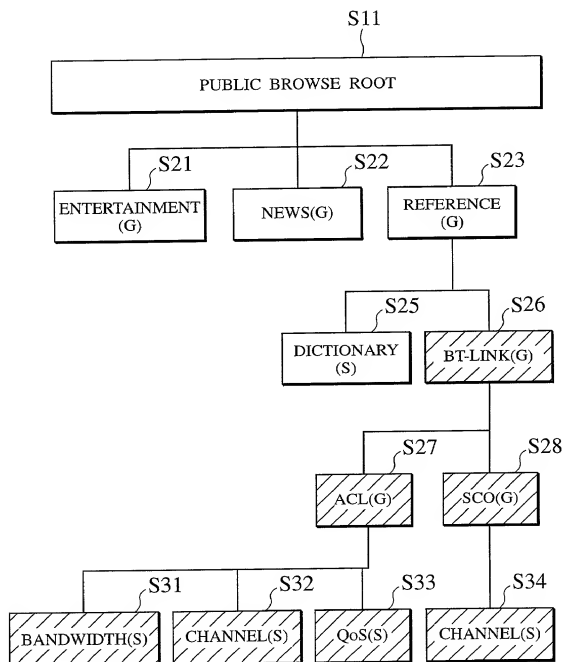 S11
PUBLIC BROWSE ROOT
S21
S22
S23
ENTERTAINMENT
(G)
NEWS(G)
REFERENCE
(G)
S25
S26
DICTIONARY
(S)
BT-LINK(G)
S27
S28
ACL(G)
SCO(G)
S31
S32
S33
S34
BANDWIDTH(S)
CHANNEL(S)
QoS(S)
CHANNEL(S)